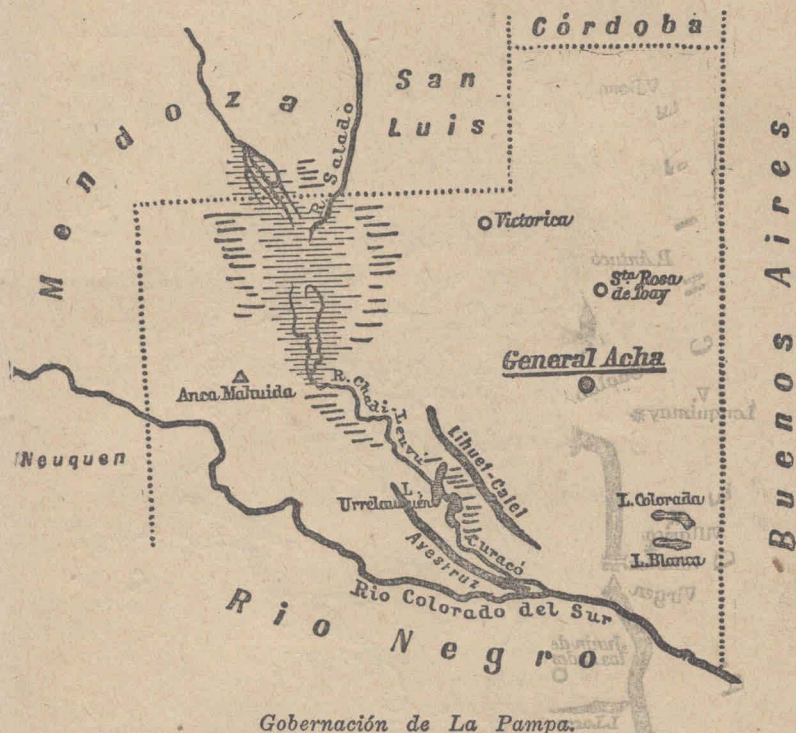 Córdoba
San
Luis
Mendoza
R. Salado
Buenos Aires
Victorica
Sta. Rosa
de Toay
General Acha
Anca Mahuida
R. Chadi Leuvú
Neuquen
Lihuel-Calel
L.
Urrelauquén
L. Colorada
L. Blanca
Curacó
Avestruz
Rio Colorado del Sur
Rio Negro
Gobernación de La Pampa.